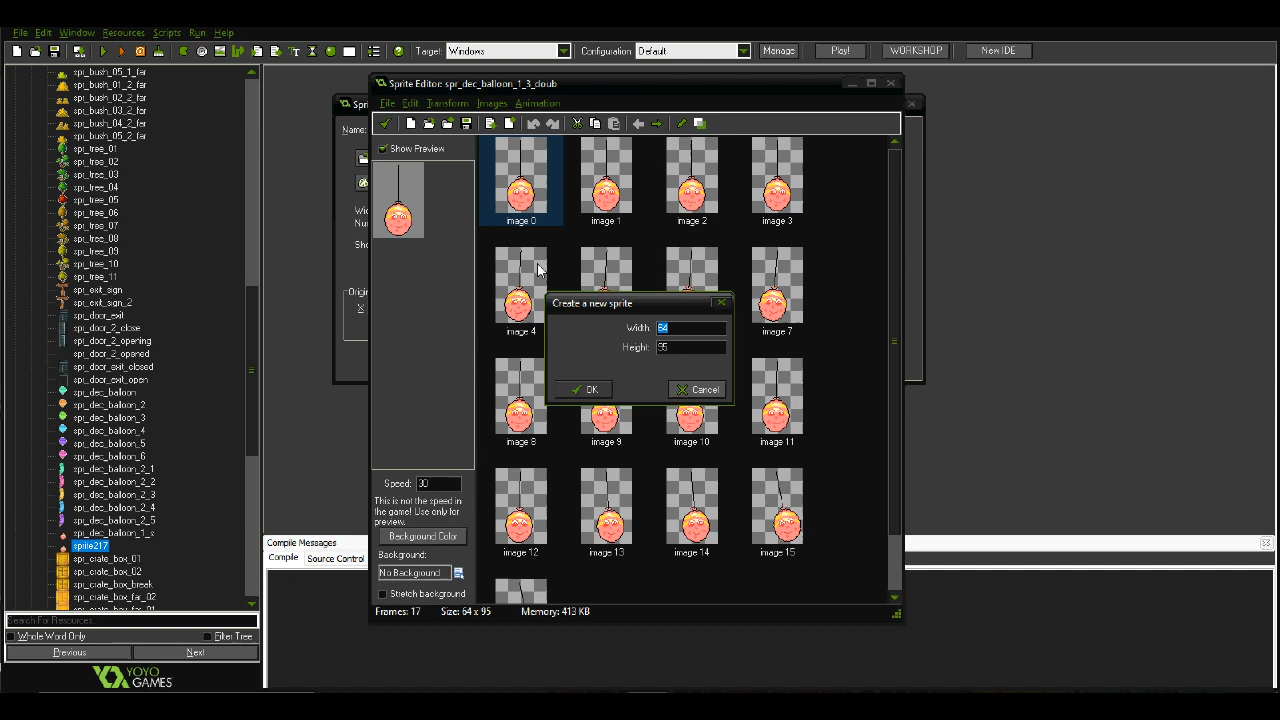 File Edit Window Resources Scripts Run Help
Target: Windows Configuration Default Manage Play! WORKSHOP New IDE
spr_bush_05_1_far
spr_bush_01_2_far
spr_bush_02_2_far
spr_bush_03_2_far
spr_bush_04_2_far
spr_bush_05_2_far
spr_tree_01
spr_tree_02
spr_tree_03
spr_tree_04
spr_tree_05
spr_tree_06
spr_tree_07
spr_tree_08
spr_tree_09
spr_tree_10
spr_tree_11
spr_exit_sign
spr_exit_sign_2
spr_door_exit
spr_door_2_close
spr_door_2_opening
spr_door_2_opened
spr_door_exit_closed
spr_door_exit_open
spr_dec_balloon
spr_dec_balloon_2
spr_dec_balloon_3
spr_dec_balloon_4
spr_dec_balloon_5
spr_dec_balloon_6
spr_dec_balloon_2_1
spr_dec_balloon_2_2
spr_dec_balloon_2_3
spr_dec_balloon_2_4
spr_dec_balloon_2_5
spr_dec_balloon_1_s
sprite217
spr_crate_box_01
spr_crate_box_02
spr_crate_box_break
spr_crate_box_far_02
spr_crate_box_far_01
Search For Resources...
Whole Word Only Filter Tree
Previous Next
YOYO
GAMES
Name:
Sprite Editor: spr_dec_balloon_1_3_cloub
File Edit Transform Images Animation
Show Preview
image 0 image 1 image 2 image 3
image 4 image 7
image 8 image 9 image 10 image 11
image 12 image 13 image 14 image 15
Create a new sprite
Width: 64
Height: 95
OK Cancel
Speed: 30
This is not the speed in
the game! Use only for
preview.
Background Color
Background:
No Background
Stretch background
Frames: 17 Size: 64 x 95 Memory: 413 KB
Compile Messages
Compile Source Control